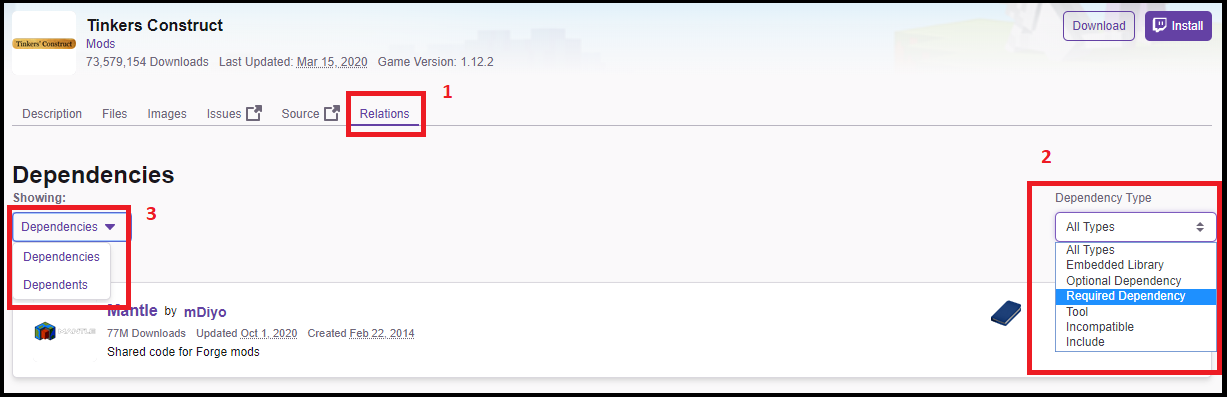 Tinkers Construct
Tinkers' Construct
Mods
73,579,154 Downloads Last Updated: Mar 15, 2020 Game Version: 1.12.2
Download Install
1
Description Files Images Issues Source Relations
Dependencies
2
Showing:
Dependency Type
3
Dependencies
All Types
Dependencies
Dependents
All Types
Embedded Library
Optional Dependency
Required Dependency
Tool
Incompatible
Include
Mantle by mDiyo
MANTLE
77M Downloads Updated Oct 1, 2020 Created Feb 22, 2014
Shared code for Forge mods